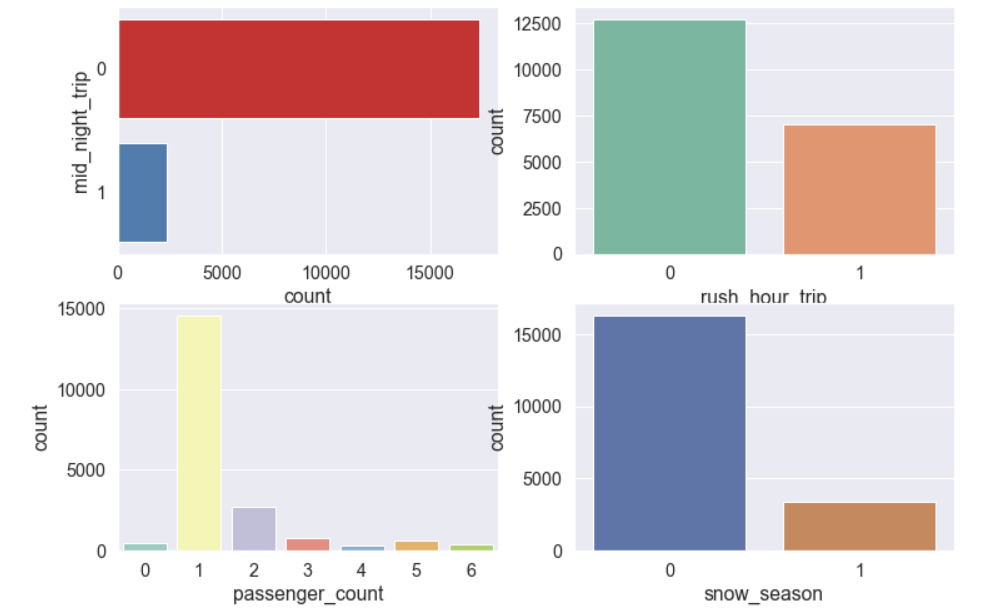 mid_night_trip
0
1
0 5000 10000 15000
count
count
12500
10000
7500
5000
2500
0
0 1
rush_hour_trip
count
15000
10000
5000
0
0 1 2 3 4 5 6
passenger_count
count
15000
10000
5000
0
0 1
snow_season